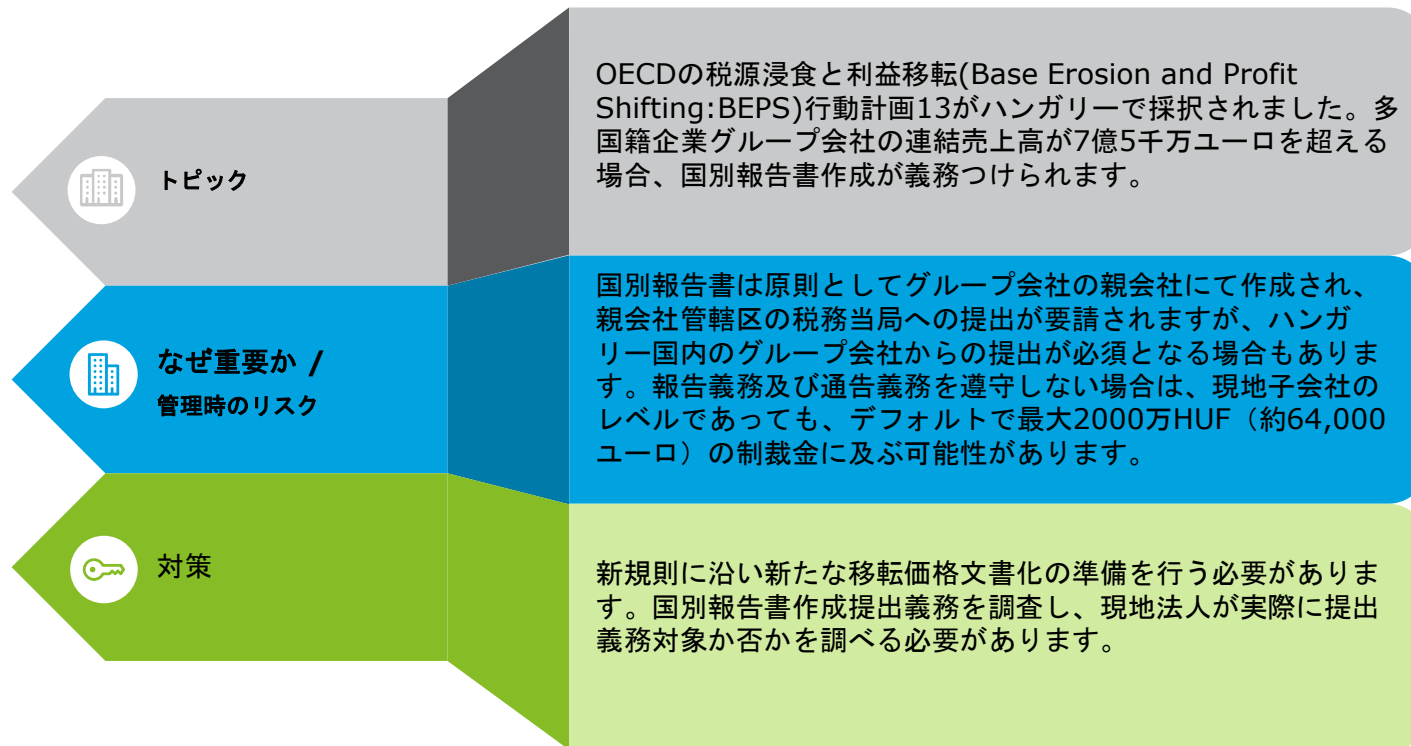 トピック
OECDの税源浸食と利益移転(Base Erosion and Profit
Shifting:BEPS)行動計画13がハンガリーで採択されました。多
国籍企業グループ会社の連結売上高が7億5千万ユーロを超える
場合、国別報告書作成が義務つけられます。
なぜ重要か /
管理時のリスク
国別報告書は原則としてグループ会社の親会社にて作成され、
親会社管轄区の税務当局への提出が要請されますが、ハンガ
リー国内のグループ会社からの提出が必須となる場合もありま
す。報告義務及び通告義務を遵守しない場合は、現地子会社の
レベルであっても、デフォルトで最大2000万HUF（約64,000
ユーロ）の制裁金に及ぶ可能性があります。
対策
新規則に沿い新たな移転価格文書化の準備を行う必要がありま
す。国別報告書作成提出義務を調査し、現地法人が実際に提出
義務対象か否かを調べる必要があります。